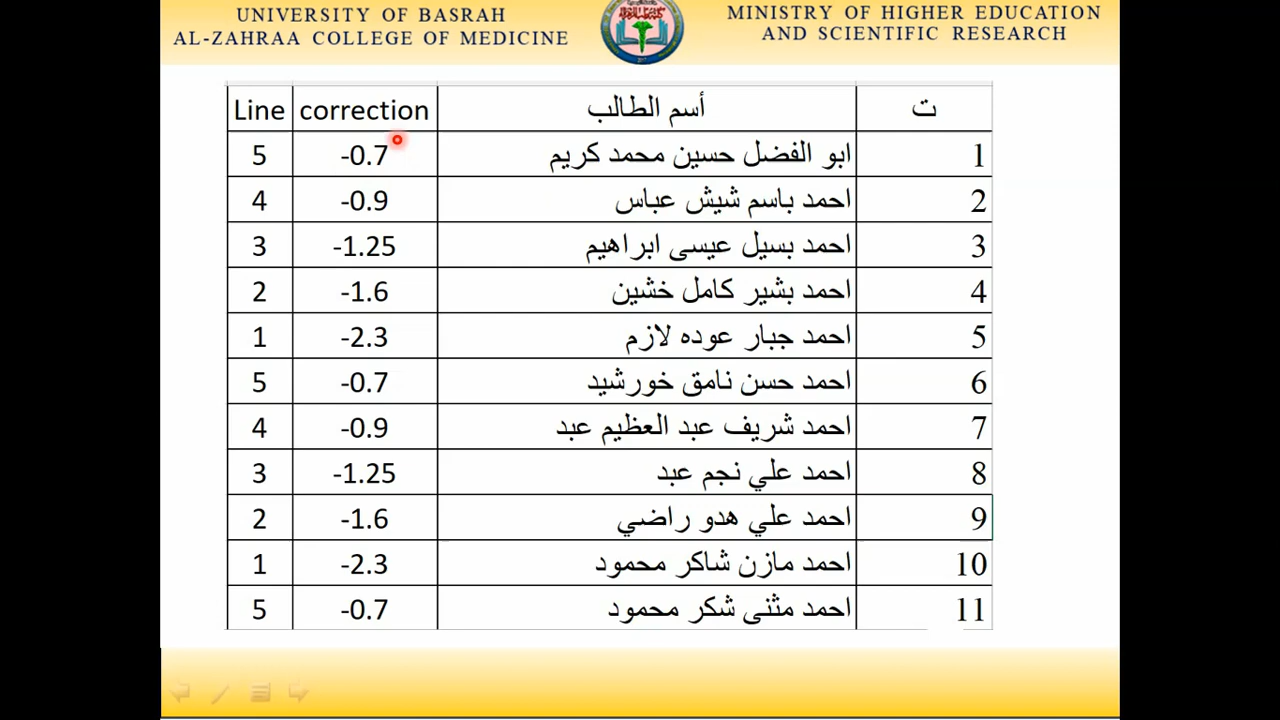 UNIVERSITY OF BASRAH
AL-ZAHRAA COLLEGE OF MEDICINE
MINISTRY OF HIGHER EDUCATION
AND SCIENTIFIC RESEARCH
ت أسم الطالب correction Line
1 ابو الفضل حسين محمد كريم -0.7 5
2 احمد باسم شيش عباس -0.9 4
3 احمد بسيل عيسى ابراهيم -1.25 3
4 احمد بشير كامل خشين -1.6 2
5 احمد جبار عوده لازم -2.3 1
6 احمد حسن نامق خورشيد -0.7 5
7 احمد شريف عبد العظيم عبد -0.9 4
8 احمد علي نجم عبد -1.25 3
9 احمد علي هدو راضي -1.6 2
10 احمد مازن شاكر محمود -2.3 1
11 احمد مثنى شكر محمود -0.7 5